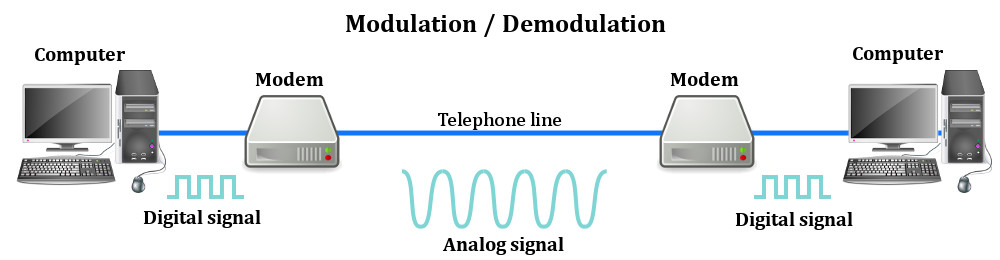 Modulation / Demodulation
Computer
Computer
Modem
Modem
Telephone line
Digital signal
Digital signal
Analog signal